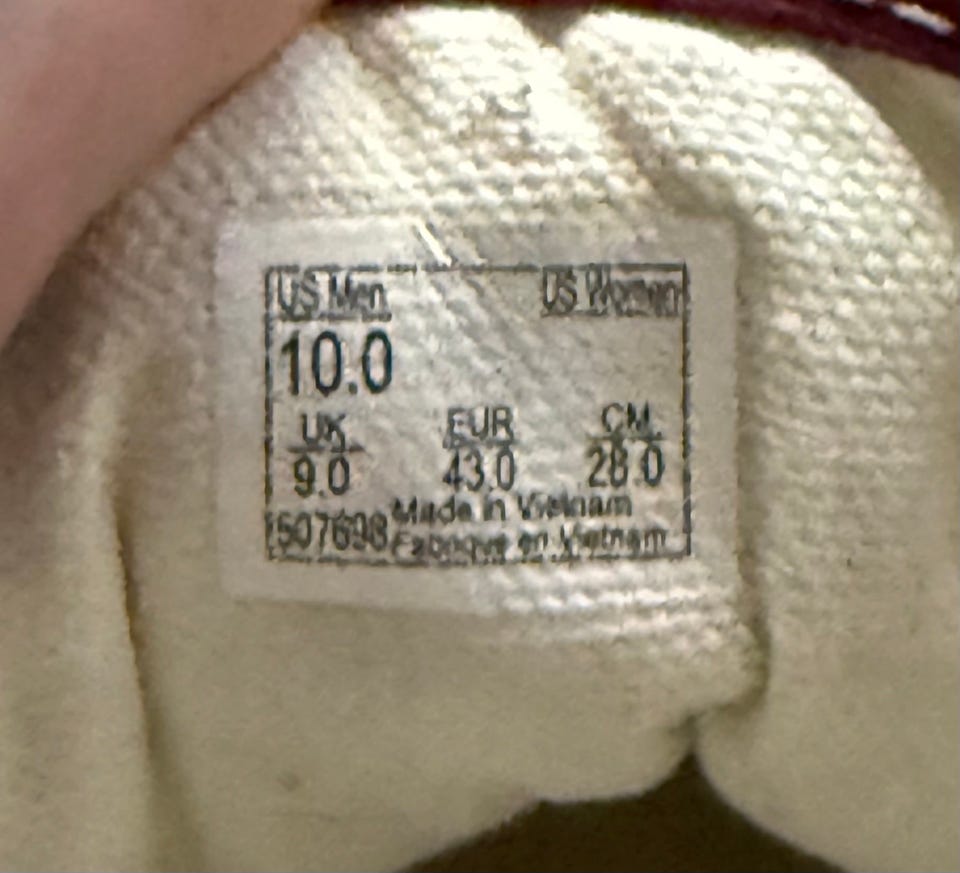 US Men US Women
10.0
UK EUR CM
9.0 43.0 28.0
Made in Vietnam
507698 Fabriqué en Vietnam